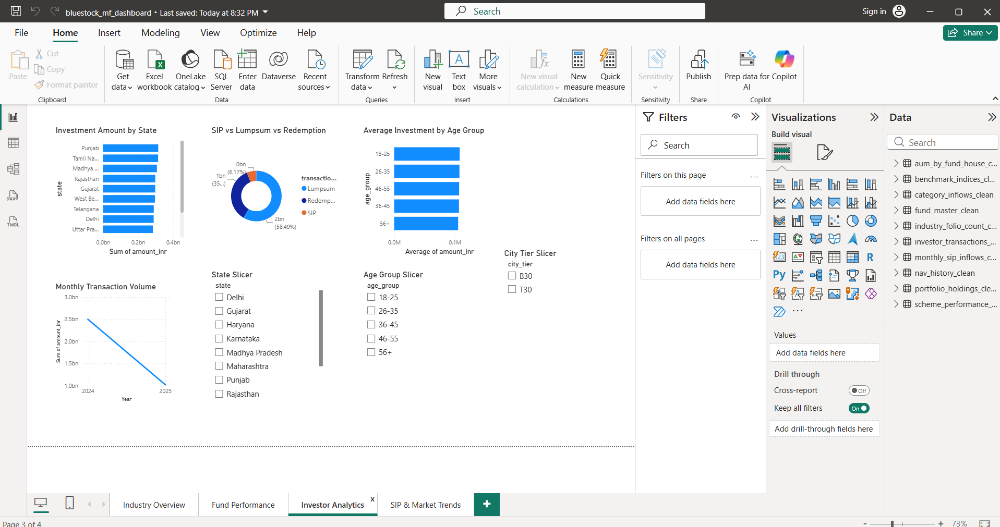 bluestock_mf_dashboard • Last saved: Today at 8:32 PM
Search
Sign in
File
Home
Insert
Modeling
View
Optimize
Help
Share
Paste
Cut
Copy
Format painter
Clipboard
Get data
Excel workbook
OneLake catalog
SQL Server
Enter data
Dataverse
Recent sources
Data
Transform data
Refresh
Queries
New visual
Text box
More visuals
Insert
New visual calculation
New measure
Quick measure
Calculations
Sensitivity
Sensitivity
Publish
Share
Prep data for AI
Copilot
Copilot
DAX
TMDL
Investment Amount by State
state
Punjab
Tamil Na...
Madhya ...
Rajasthan
Gujarat
West Be...
Telangana
Delhi
Uttar Pra...
0.0bn 0.2bn 0.4bn
Sum of amount_inr
SIP vs Lumpsum vs Redemption
0bn
(6.17%)
1bn
(35...)
2bn
(58.49%)
transactio...
Lumpsum
Redemp...
SIP
Average Investment by Age Group
age_group
18-25
26-35
46-55
36-45
56+
0.0M 0.1M
Average of amount_inr
City Tier Slicer
city_tier
B30
T30
Monthly Transaction Volume
Sum of amount_inr
3.0bn
2.5bn
2.0bn
1.5bn
1.0bn
2024 2025
Year
State Slicer
state
Delhi
Gujarat
Haryana
Karnataka
Madhya Pradesh
Maharashtra
Punjab
Rajasthan
Age Group Slicer
age_group
18-25
26-35
36-45
46-55
56+
Filters
Search
Filters on this page
...
Add data fields here
Filters on all pages
...
Add data fields here
Visualizations
Build visual
123
R
Py
...
Values
Add data fields here
Drill through
Cross-report
Off
Keep all filters
On
Add drill-through fields here
Data
Search
aum_by_fund_house_c...
benchmark_indices_cl...
category_inflows_clean
fund_master_clean
industry_folio_count_c...
investor_transactions_...
monthly_sip_inflows_c...
nav_history_clean
portfolio_holdings_cle...
scheme_performance_...
Industry Overview
Fund Performance
Investor Analytics
x
SIP & Market Trends
+
Page 3 of 4
- + 73%